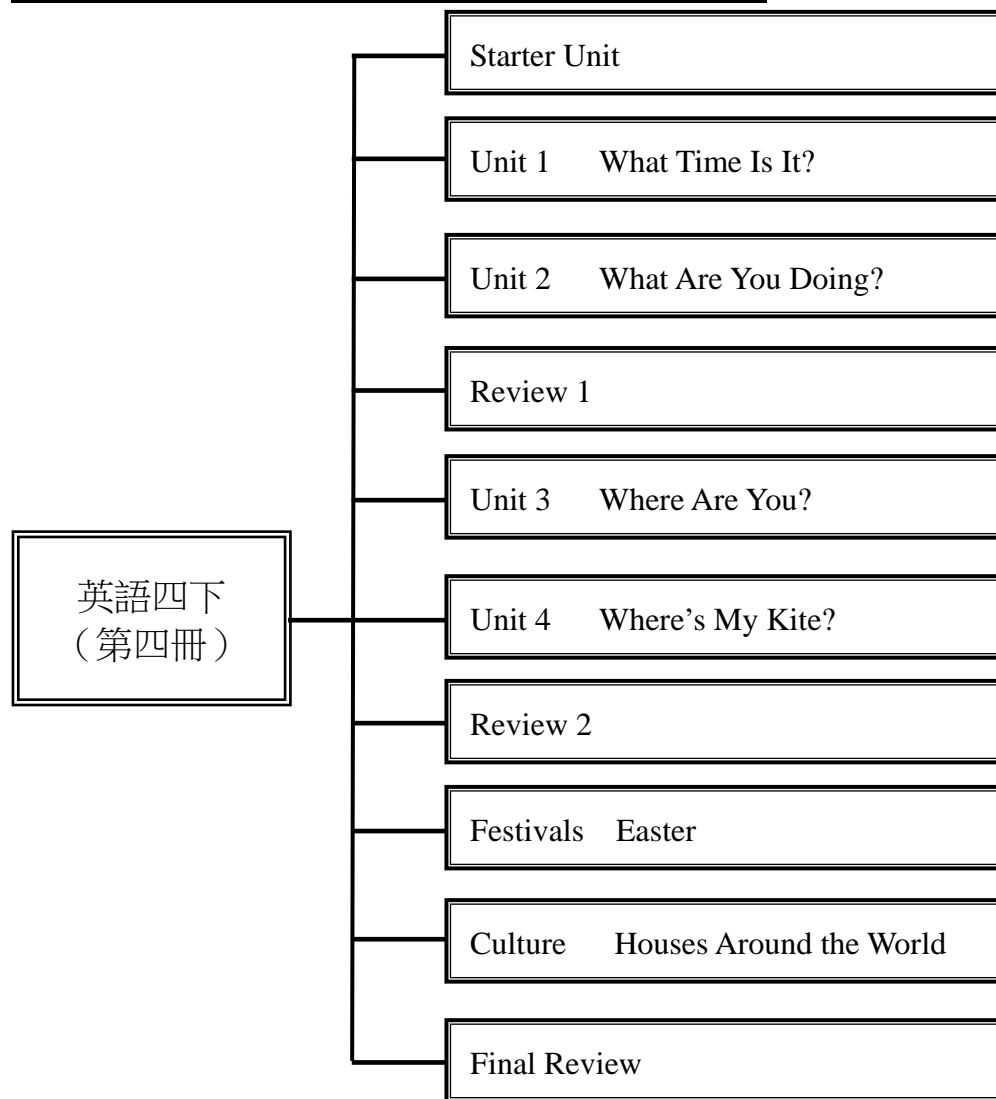 Starter Unit
Unit 1 What Time Is It?
Unit 2 What Are You Doing?
Review 1
Unit 3 Where Are You?
英語四下
（第四冊）
Unit 4 Where’s My Kite?
Review 2
Festivals Easter
Culture Houses Around the World
Final Review